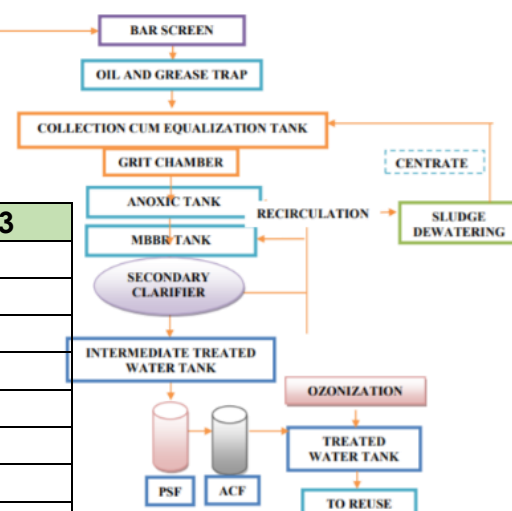 BAR SCREEN
OIL AND GREASE TRAP
COLLECTION CUM EQUALIZATION TANK
CENTRATE
GRIT CHAMBER
ANOXIC TANK
3
RECIRCULATION
SLUDGE
DEWATERING
MBBR TANK
SECONDARY
CLARIFIER
INTERMEDIATE TREATED
WATER TANK
OZONIZATION
TREATED
WATER TANK
PSF
ACF
TO REUSE